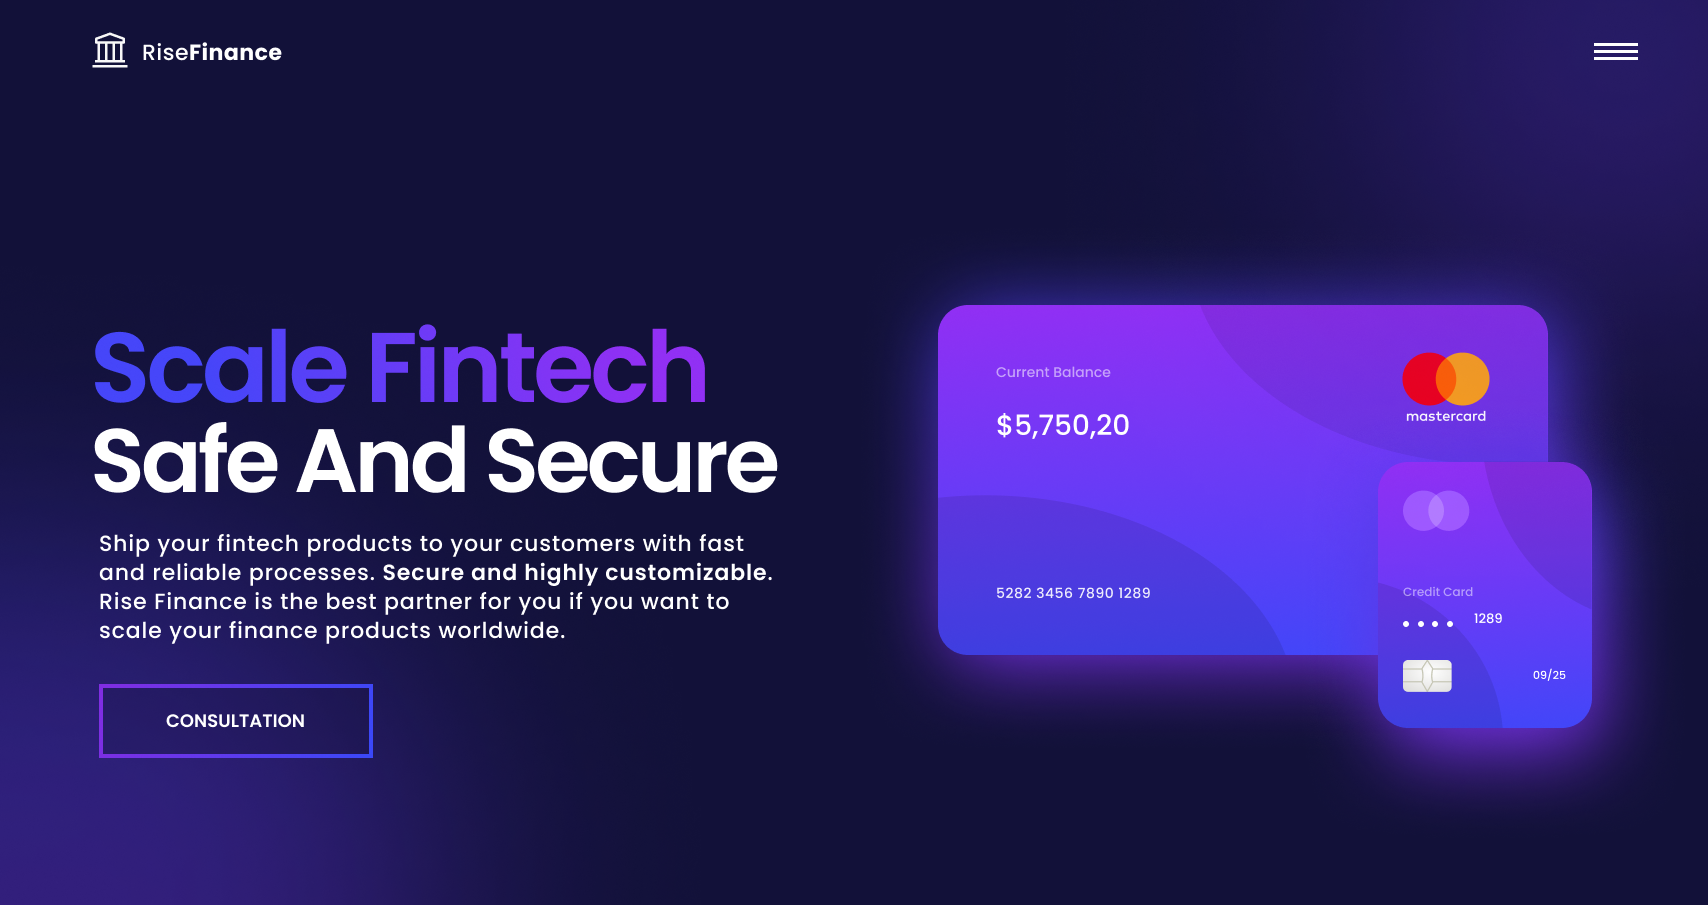 RiseFinance
Scale Fintech
Safe And Secure
Ship your fintech products to your customers with fast
and reliable processes. Secure and highly customizable.
Rise Finance is the best partner for you if you want to
scale your finance products worldwide.
CONSULTATION
Current Balance
$5,750,20
mastercard
5282 3456 7890 1289
Credit Card
1289
09/25